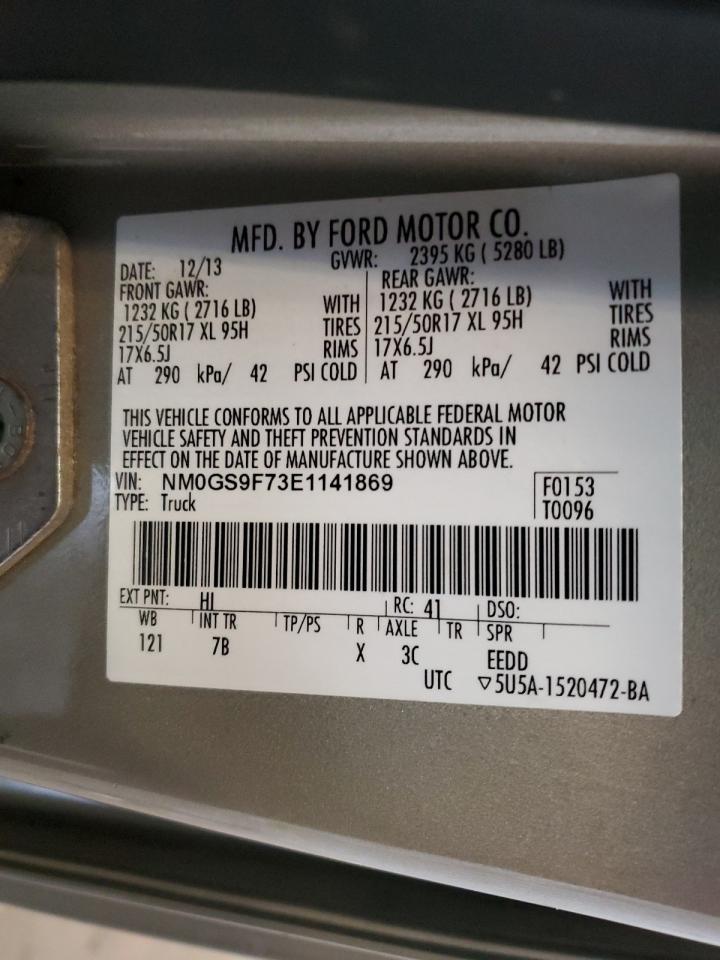 MFD. BY FORD MOTOR CO.
DATE: 12/13 GVWR: 2395 KG ( 5280 LB)
FRONT GAWR: REAR GAWR:
1232 KG ( 2716 LB) WITH 1232 KG ( 2716 LB) WITH
215/50R17 XL 95H TIRES 215/50R17 XL 95H TIRES
17X6.5J RIMS 17X6.5J RIMS
AT 290 kPa/ 42 PSI COLD AT 290 kPa/ 42 PSI COLD
THIS VEHICLE CONFORMS TO ALL APPLICABLE FEDERAL MOTOR
VEHICLE SAFETY AND THEFT PREVENTION STANDARDS IN
EFFECT ON THE DATE OF MANUFACTURE SHOWN ABOVE.
VIN: NM0GS9F73E1141869 F0153
TYPE: Truck T0096
EXT PNT: HI RC: 41 DSO:
WB INT TR TP/PS R AXLE TR SPR
121 7B X 3C EEDD
UTC ▽5U5A-1520472-BA